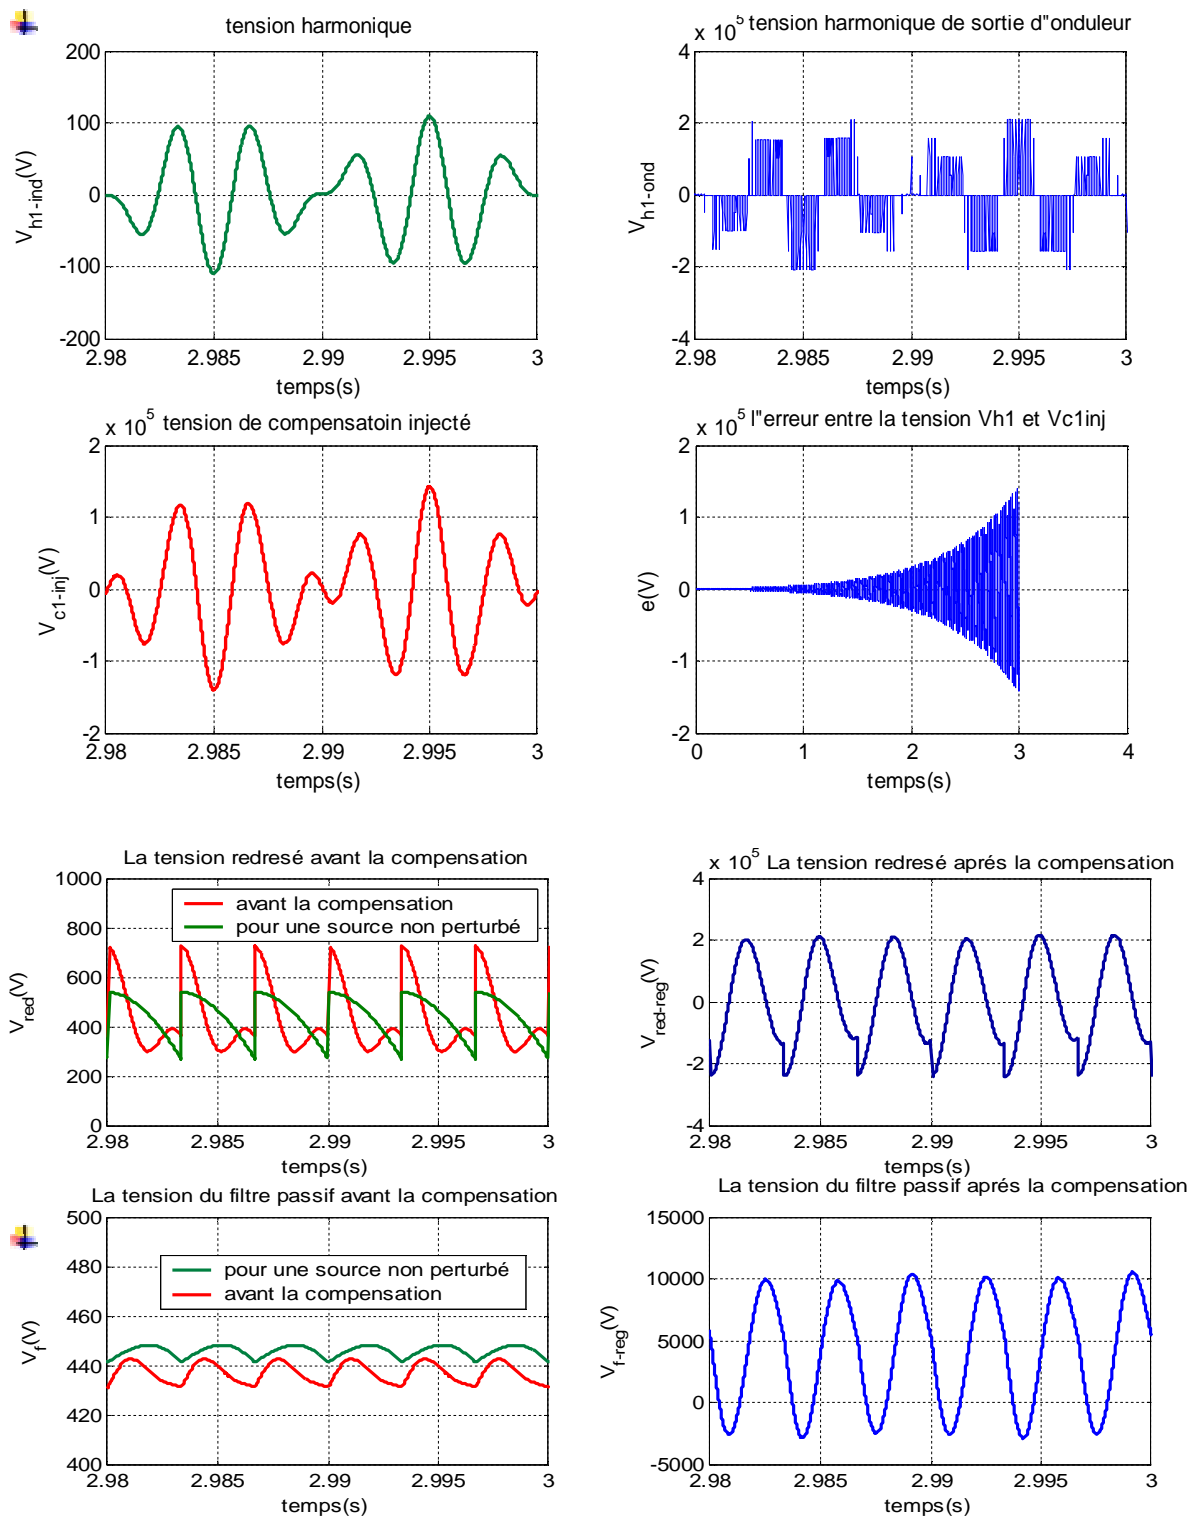 tension harmonique
200
100
0
-100
-200
V_h1-ind(V)
2.98 2.985 2.99 2.995 3
temps(s)
x 10^5 tension harmonique de sortie d"onduleur
4
2
0
-2
-4
V_h1-ond
2.98 2.985 2.99 2.995 3
temps(s)
x 10^5 tension de compensatoin injecté
2
1
0
-1
-2
V_c1-inj(V)
2.98 2.985 2.99 2.995 3
temps(s)
x 10^5 l"erreur entre la tension Vh1 et Vc1inj
2
1
0
-1
-2
e(V)
0 1 2 3 4
temps(s)
La tension redresé avant la compensation
1000
800
600
400
200
0
V_red(V)
avant la compensation
pour une source non perturbé
2.98 2.985 2.99 2.995 3
temps(s)
x 10^5 La tension redresé aprés la compensation
4
2
0
-2
-4
V_red-reg(V)
2.98 2.985 2.99 2.995 3
temps(s)
La tension du filtre passif avant la compensation
500
480
460
440
420
400
V_f(V)
pour une source non perturbé
avant la compensation
2.98 2.985 2.99 2.995 3
temps(s)
La tension du filtre passif aprés la compensation
15000
10000
5000
0
-5000
V_f-reg(V)
2.98 2.985 2.99 2.995 3
temps(s)